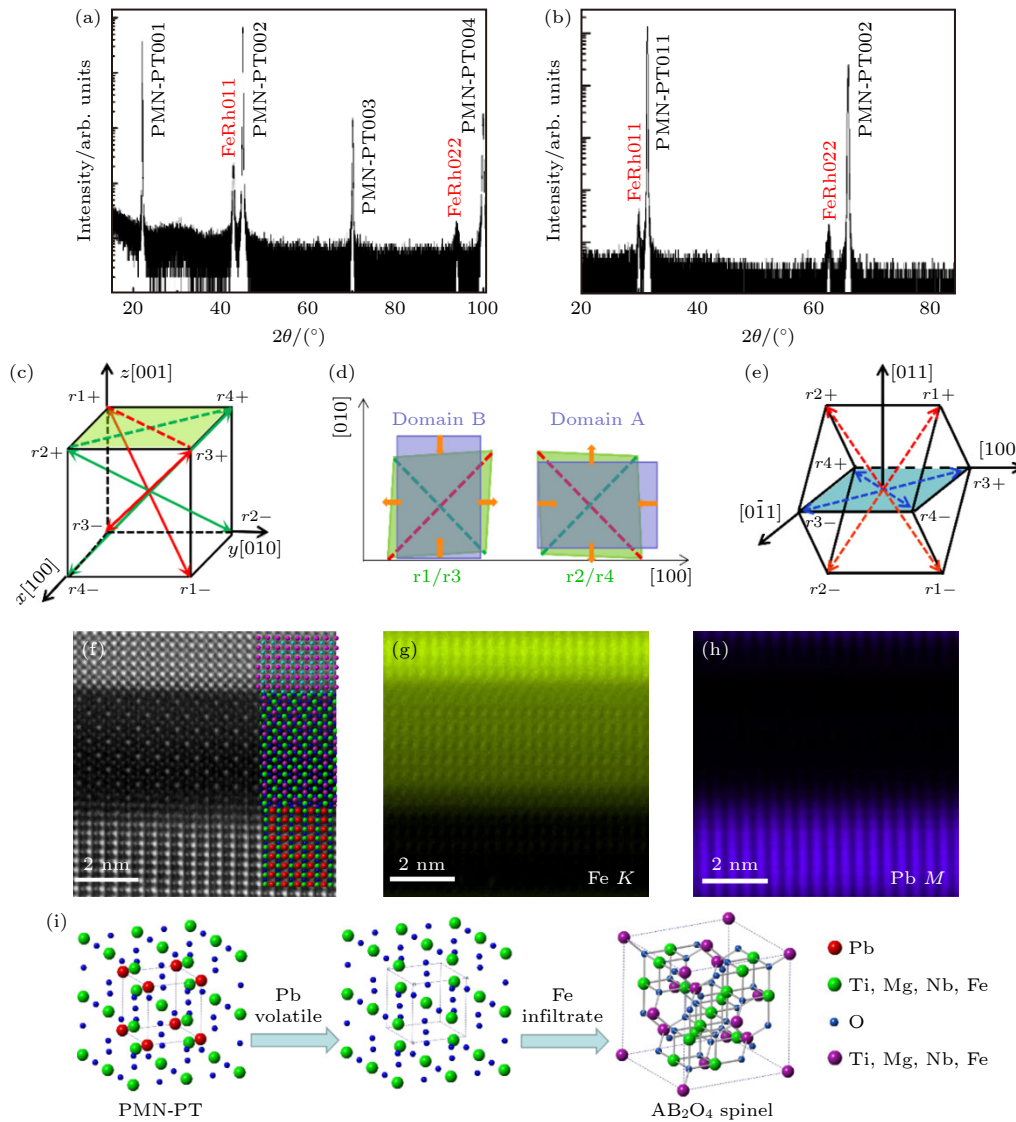 (a)
Intensity/arb. units
PMN-PT001
FeRh011
PMN-PT002
PMN-PT003
FeRh022
PMN-PT004
20 40 60 80 100
2θ/(°)
(b)
Intensity/arb. units
FeRh011
PMN-PT011
FeRh022
PMN-PT002
20 40 60 80
2θ/(°)
(c)
z[001]
r1+
r4+
r2+
r3+
r3-
r2-
y[010]
x[100]
r4-
r1-
(d)
[010]
Domain B Domain A
[100]
r1/r3 r2/r4
(e)
[011]
r2+
r1+
r4+
[100]
r3+
[01̄1]
r3-
r4-
r2-
r1-
(f)
2 nm
(g)
2 nm
Fe K
(h)
2 nm
Pb M
(i)
Pb
volatile
Fe
infiltrate
PMN-PT
AB₂O₄ spinel
Pb
Ti, Mg, Nb, Fe
O
Ti, Mg, Nb, Fe